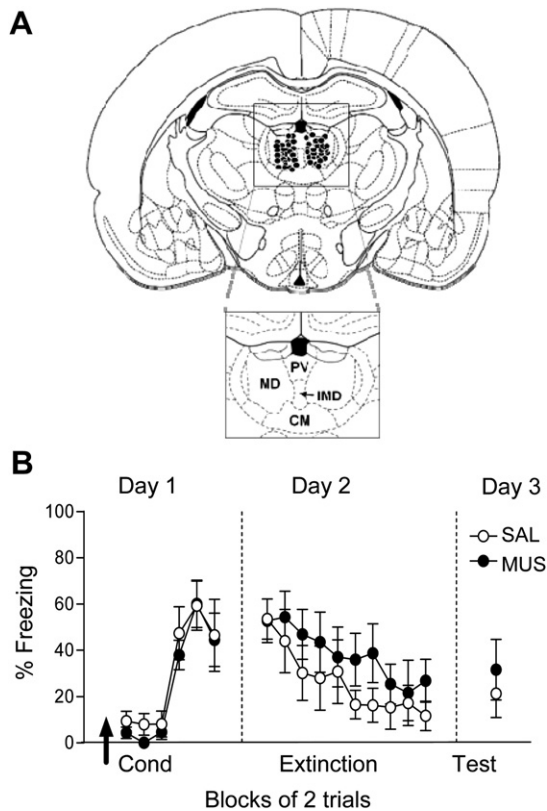 A
PV
MD
IMD
CM
B
Day 1 Day 2 Day 3
100
80
60
40
20
0
% Freezing
SAL
MUS
Cond Extinction Test
Blocks of 2 trials